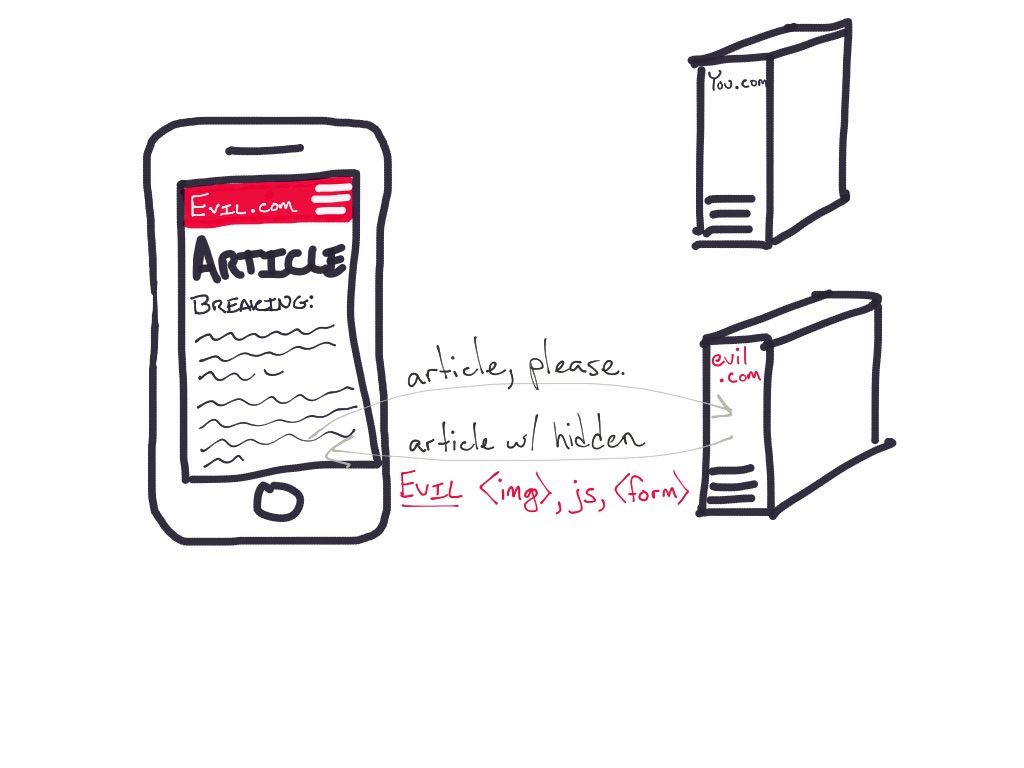 You.com
Evil.com
Article
Breaking:
article, please.
evil
.com
article w/ hidden
Evil <img>, js, <form>